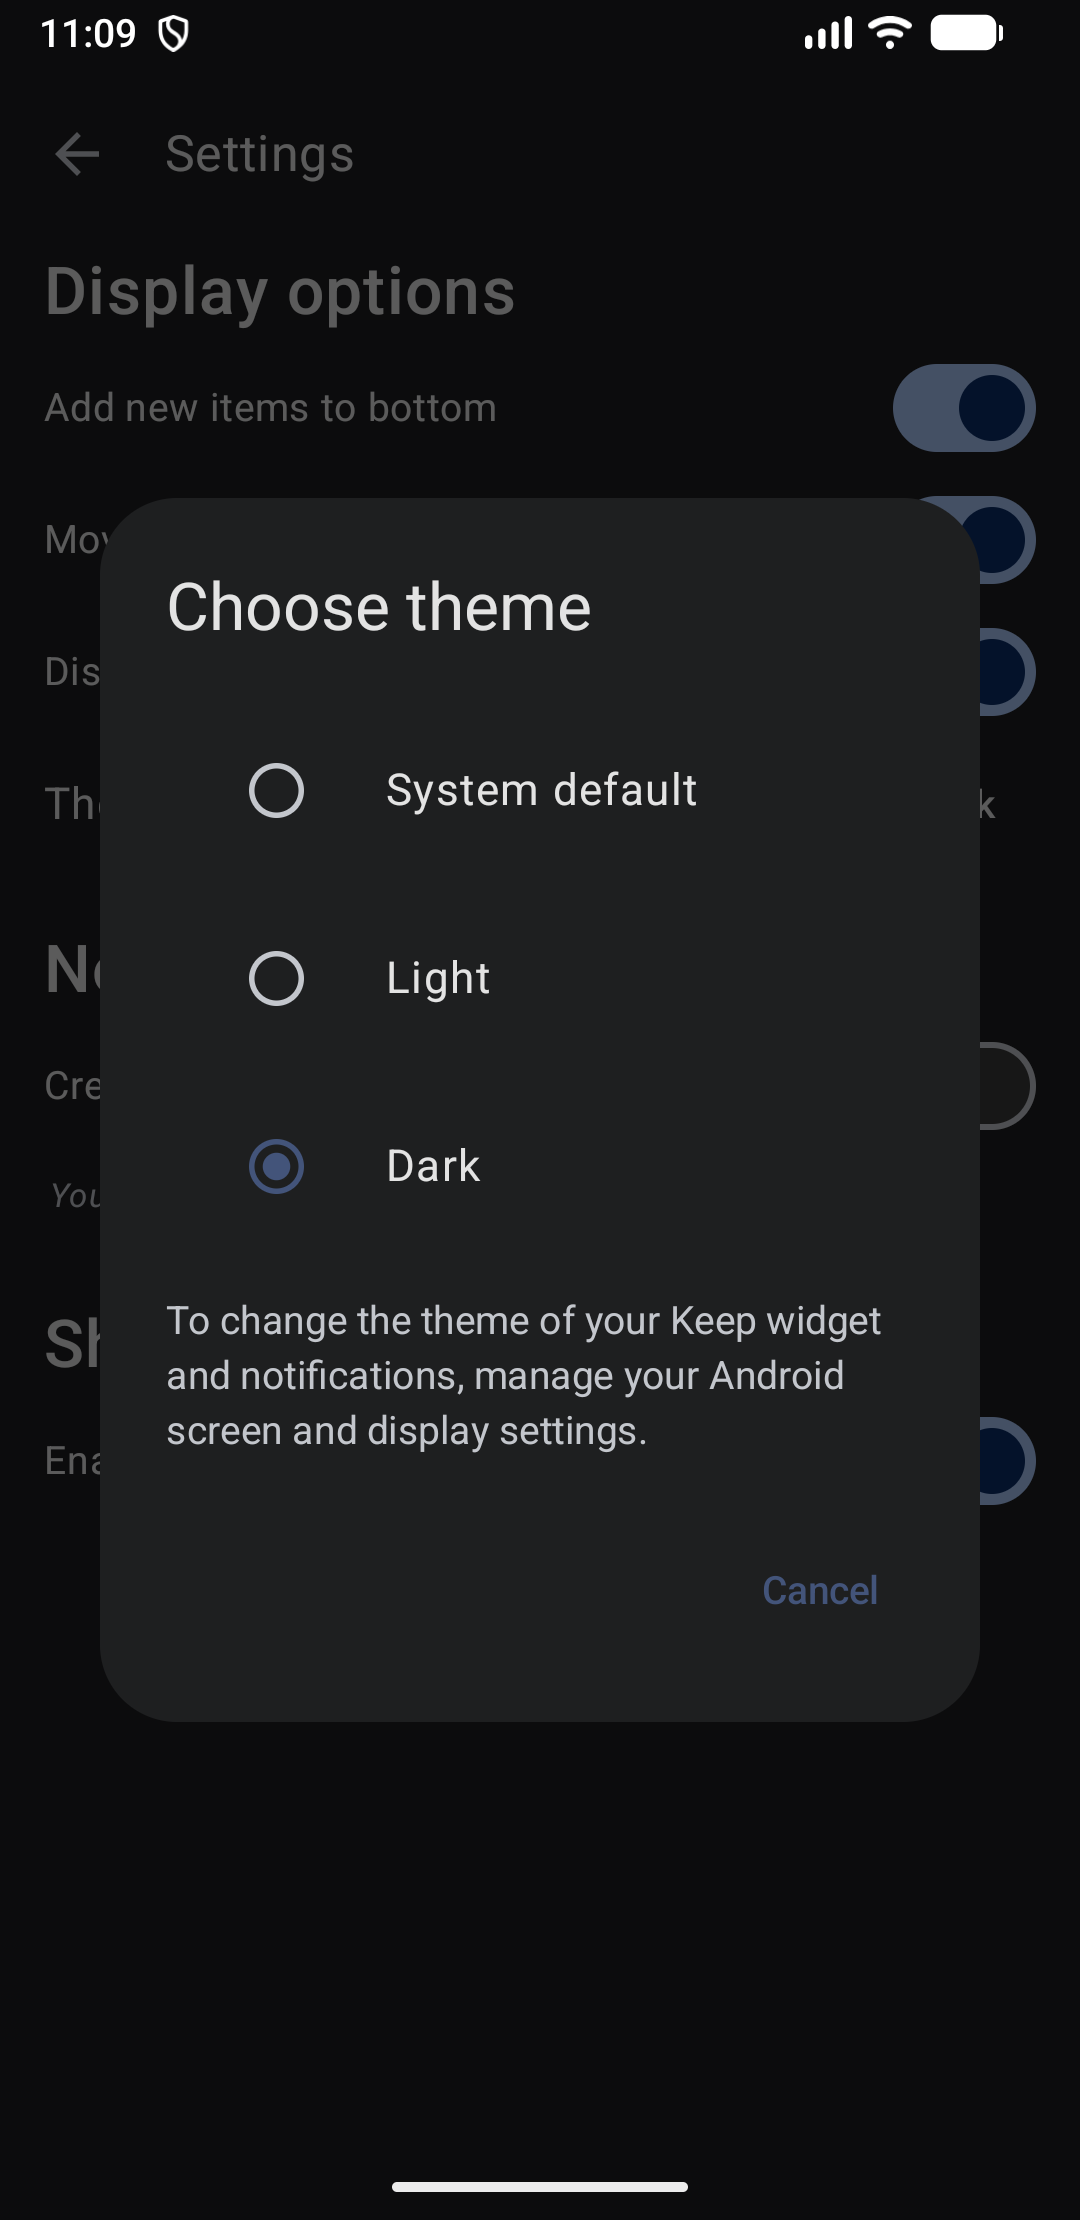 11:09
Settings
Display options
Add new items to bottom
Choose theme
System default
Light
Dark
To change the theme of your Keep widget
and notifications, manage your Android
screen and display settings.
Cancel